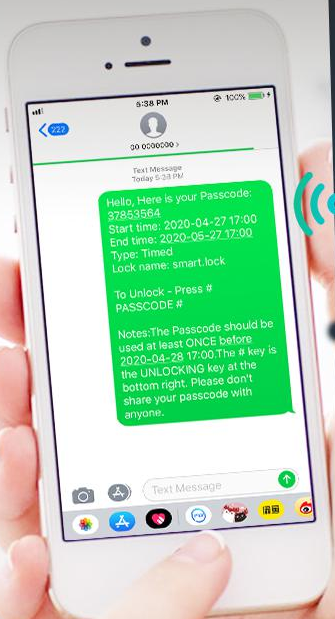 5:38 PM
100%
222
00 0000000 >
Text Message
Today 5:38 PM
Hello, Here is your Passcode:
37853564
Start time: 2020-04-27 17:00
End time: 2020-05-27 17:00
Type: Timed
Lock name: smart.lock
To Unlock - Press #
PASSCODE #
Notes:The Passcode should be
used at least ONCE before
2020-04-28 17:00.The # key is
the UNLOCKING key at the
bottom right. Please don't
share your passcode with
anyone.
Text Message